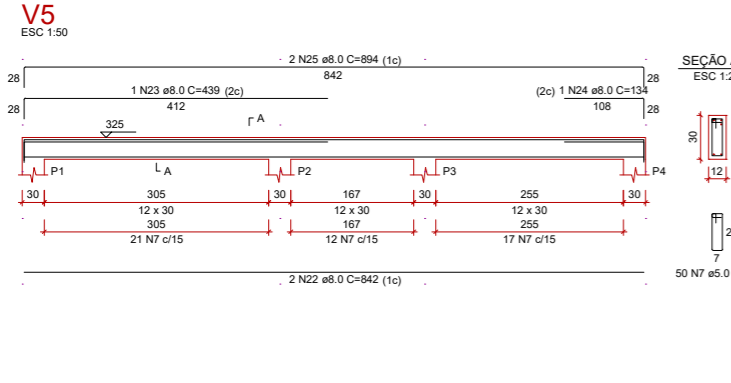 V5
ESC 1:50
2 N25 ø8.0 C=894 (1c)
28 842 28
1 N23 ø8.0 C=439 (2c) (2c) 1 N24 ø8.0 C=134
28 412 108 28
A
325
A
P1 P2 P3 P4
30 305 30 167 30 255 30
12 x 30 12 x 30 12 x 30
305 167 255
21 N7 c/15 12 N7 c/15 17 N7 c/15
2 N22 ø8.0 C=842 (1c)
SEÇÃO
ESC 1:2
30
12
2
7
50 N7 ø5.0